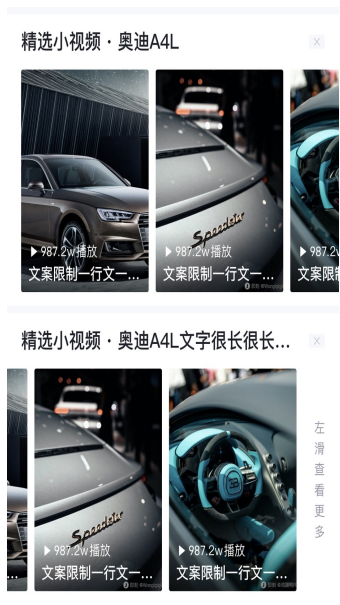 精选小视频 · 奥迪A4L
X
987.2w播放
文案限制一行文一...
Speedster
987.2w播放
文案限制一行文一...
987.2w
文案限
精选小视频 · 奥迪A4L文字很长很长...
X
...
Speedster
987.2w播放
文案限制一行文一...
987.2w播放
文案限制一行文一...
左滑查看更多